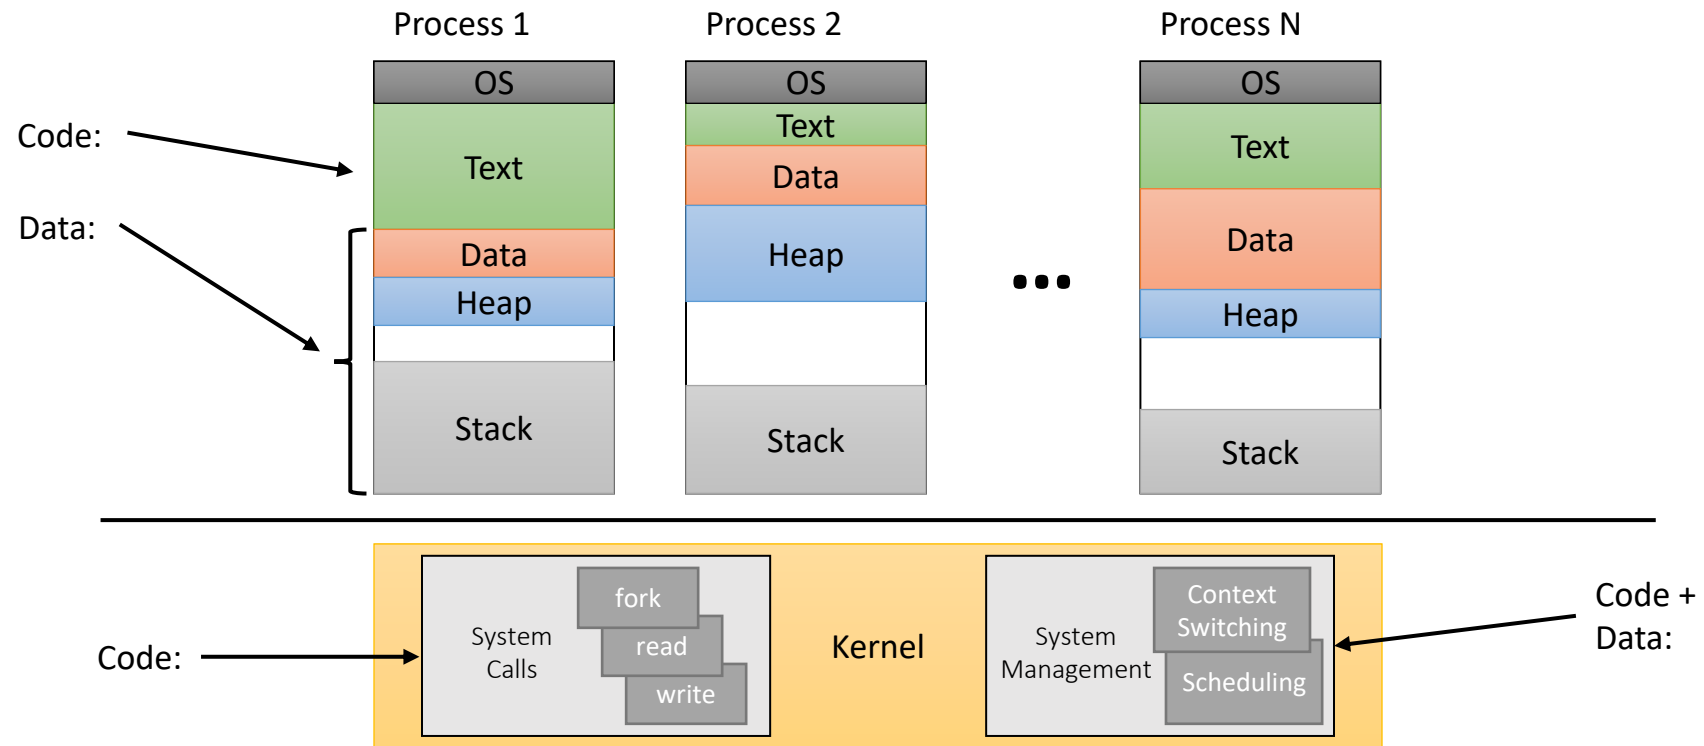 Process 1
Process 2
Process N
OS
OS
OS
Code:
Text
Text
Text
Data:
Data
Data
Data
Heap
Heap
Heap
...
Stack
Stack
Stack
Code:
System
Calls
fork
read
write
Kernel
System
Management
Context
Switching
Scheduling
Code +
Data: